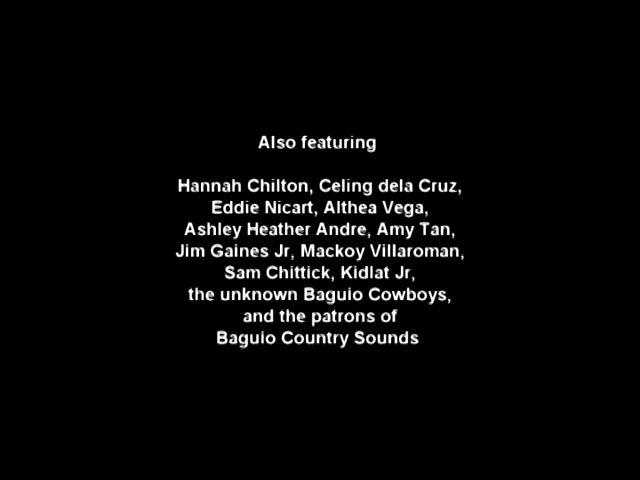 Also featuring
Hannah Chilton, Celing dela Cruz,
Eddie Nicart, Althea Vega,
Ashley Heather Andre, Amy Tan,
Jim Gaines Jr, Mackoy Villaroman,
Sam Chittick, Kidlat Jr,
the unknown Baguio Cowboys,
and the patrons of
Baguio Country Sounds